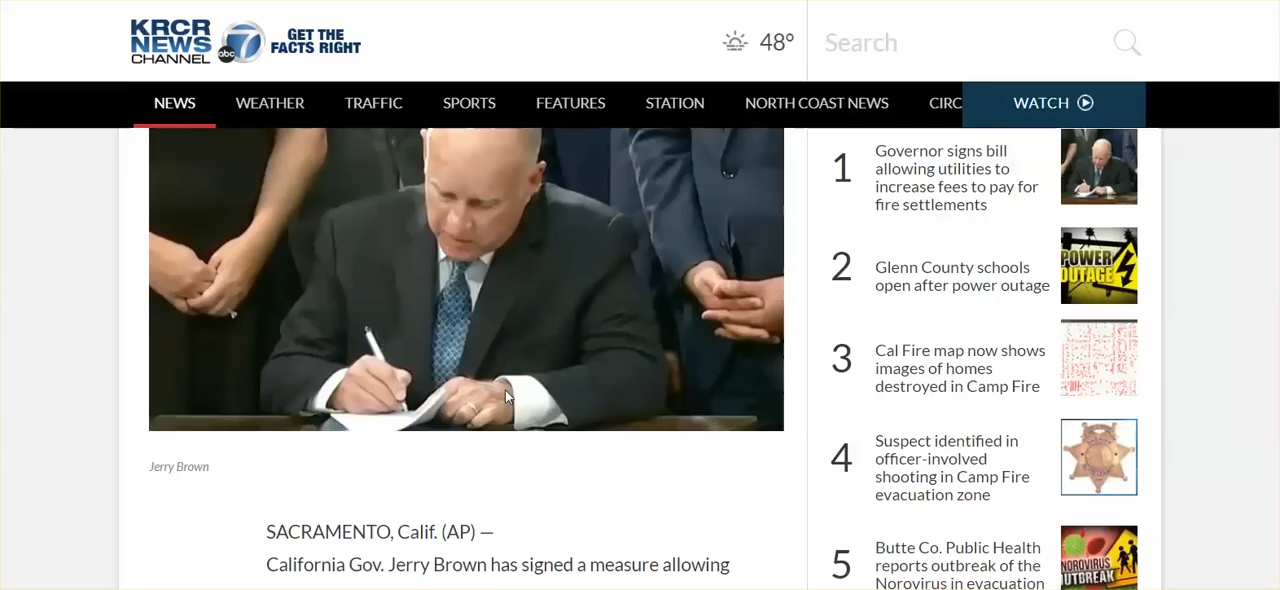 KRCR
NEWS
CHANNEL
abc 7
GET THE
FACTS RIGHT
48°
Search
NEWS
WEATHER
TRAFFIC
SPORTS
FEATURES
STATION
NORTH COAST NEWS
CIRC
WATCH
Jerry Brown
SACRAMENTO, Calif. (AP) —
California Gov. Jerry Brown has signed a measure allowing
1
Governor signs bill
allowing utilities to
increase fees to pay for
fire settlements
2
Glenn County schools
open after power outage
POWER
OUTAGE
3
Cal Fire map now shows
images of homes
destroyed in Camp Fire
4
Suspect identified in
officer-involved
shooting in Camp Fire
evacuation zone
5
Butte Co. Public Health
reports outbreak of the
Norovirus in evacuation
NOROVIRUS
OUTBREAK